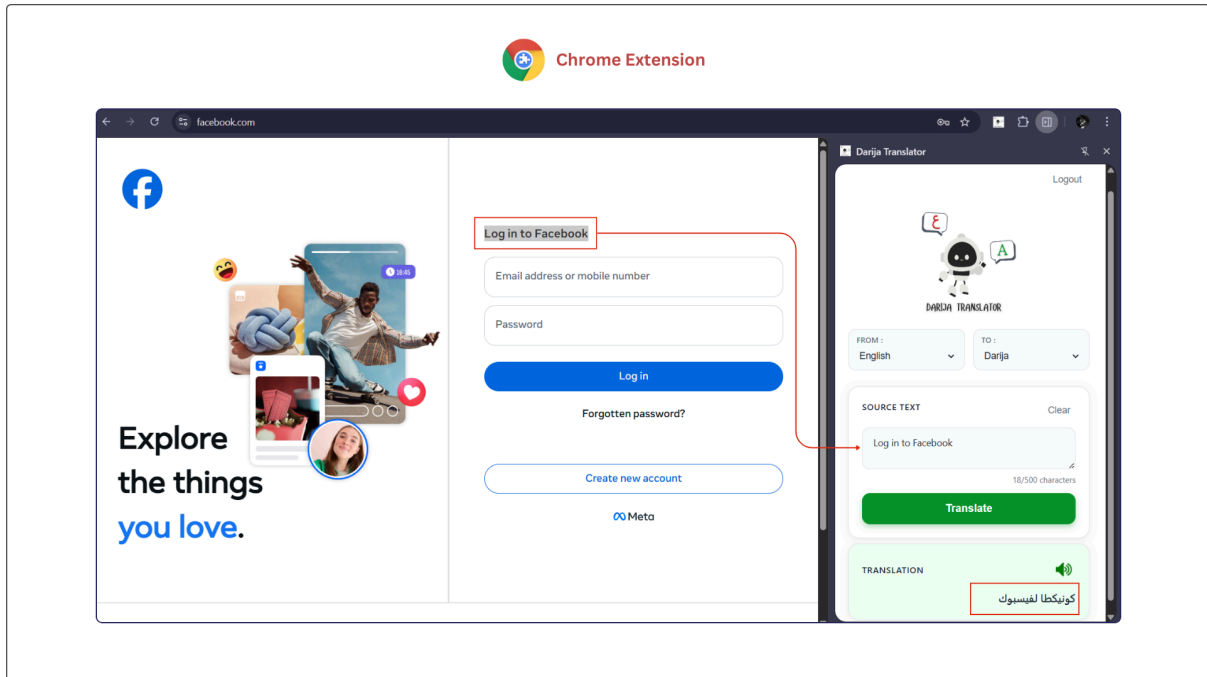 Chrome Extension
facebook.com
Darija Translator
Logout
ع
A
DARIJA TRANSLATOR
Log in to Facebook
Email address or mobile number
Password
Log in
Forgotten password?
Create new account
Meta
16:45
Explore
the things
you love.
FROM :
English
TO :
Darija
SOURCE TEXT
Clear
Log in to Facebook
18/500 characters
Translate
TRANSLATION
كونيكطا لفيسبوك